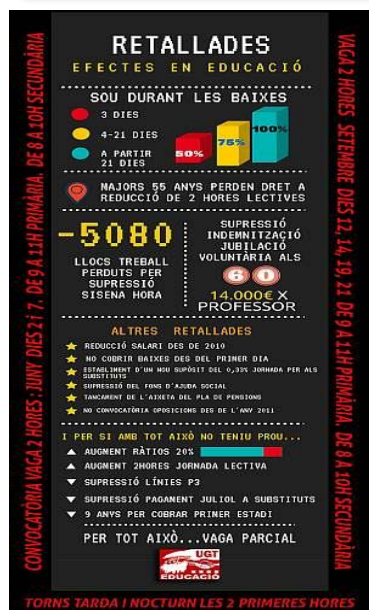 RETALLADES
EFECTES EN EDUCACIÓ
SOU DURANT LES BAIXES
3 DIES
4-21 DIES
A PARTIR
21 DIES
50%
75%
100%
MAJORS 55 ANYS PERDEN DRET A
REDUCCIÓ DE 2 HORES LECTIVES
-5080
LLOCS TREBALL
PERDUTS PER
SUPRESSIÓ
SISENA HORA
SUPRESSIÓ
INDEMNITZACIÓ
JUBILACIÓ
VOLUNTÀRIA ALS
60
14.000€ X
PROFESSOR
ALTRES RETALLADES
REDUCCIÓ SALARI DES DE 2010
NO COBRIR BAIXES DES DEL PRIMER DIA
ESTABLIMENT D'UN NOU SUPÒSIT DEL 0,33% JORNADA PER ALS
SUBSTITUTS
SUPRESSIÓ DEL FONS D'AJUDA SOCIAL
TANCAMENT DE L'AIXETA DEL PLA DE PENSIONS
NO CONVOCATÒRIA OPOSICIONS DES DE L'ANY 2011
I PER SI AMB TOT AIXÒ NO TENIU PROU...
AUGMENT RÀTIOS 20%
AUGMENT 2HORES JORNADA LECTIVA
SUPRESSIÓ LÍNIES P3
SUPRESSIÓ PAGAMENT JULIOL A SUBSTITUTS
9 ANYS PER COBRAR PRIMER ESTADI
PER TOT AIXÒ...VAGA PARCIAL
UGT
EDUCACIÓ
CONVOCATÒRIA VAGA 2 HORES: JUNY DIES 2 i 7. DE 9 A 11H PRIMÀRIA. DE 8 A 10H SECUNDÀRIA
VAGA 2 HORES SETEMBRE DIES 12, 14, 19, 21 DE 9 A 11H PRIMÀRIA. DE 8 A 10H SECUNDÀRIA
TORNS TARDA I NOCTURN LES 2 PRIMERES HORES